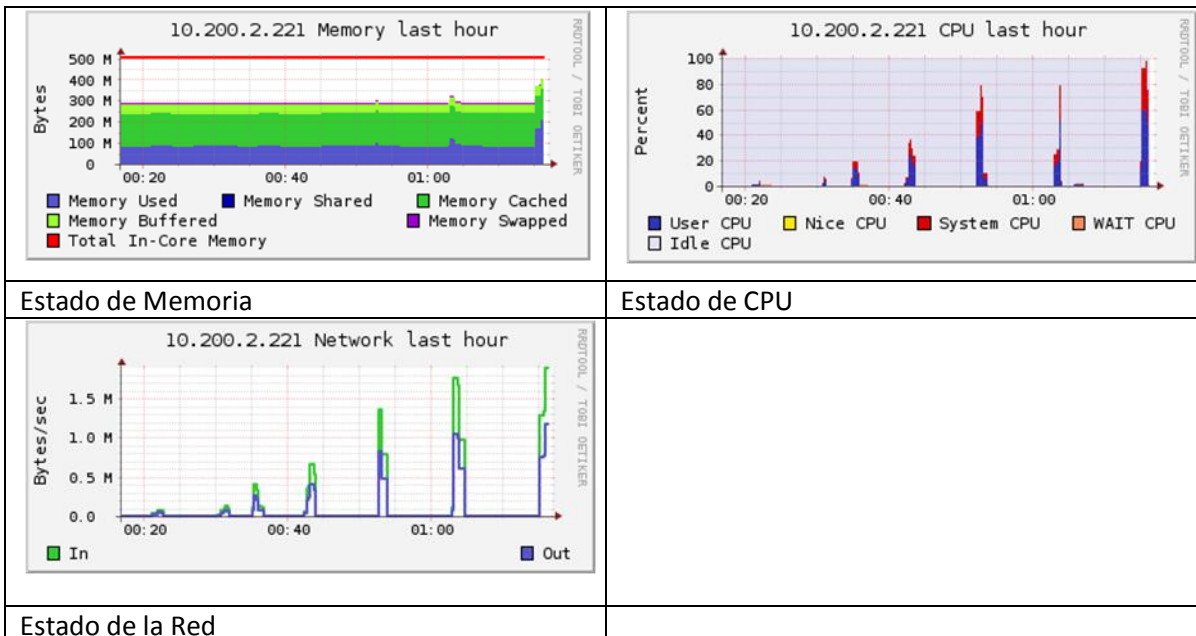 10.200.2.221 Memory last hour
RRDTOOL / TOBI OETIKER
Bytes
500 M
400 M
300 M
200 M
100 M
0
00:20 00:40 01:00
Memory Used Memory Shared Memory Cached
Memory Buffered Memory Swapped
Total In-Core Memory
Estado de Memoria
10.200.2.221 CPU last hour
RRDTOOL / TOBI OETIKER
Percent
100
80
60
40
20
0
00:20 00:40 01:00
User CPU Nice CPU System CPU WAIT CPU
Idle CPU
Estado de CPU
10.200.2.221 Network last hour
RRDTOOL / TOBI OETIKER
Bytes/sec
1.5 M
1.0 M
0.5 M
0.0
00:20 00:40 01:00
In Out
Estado de la Red